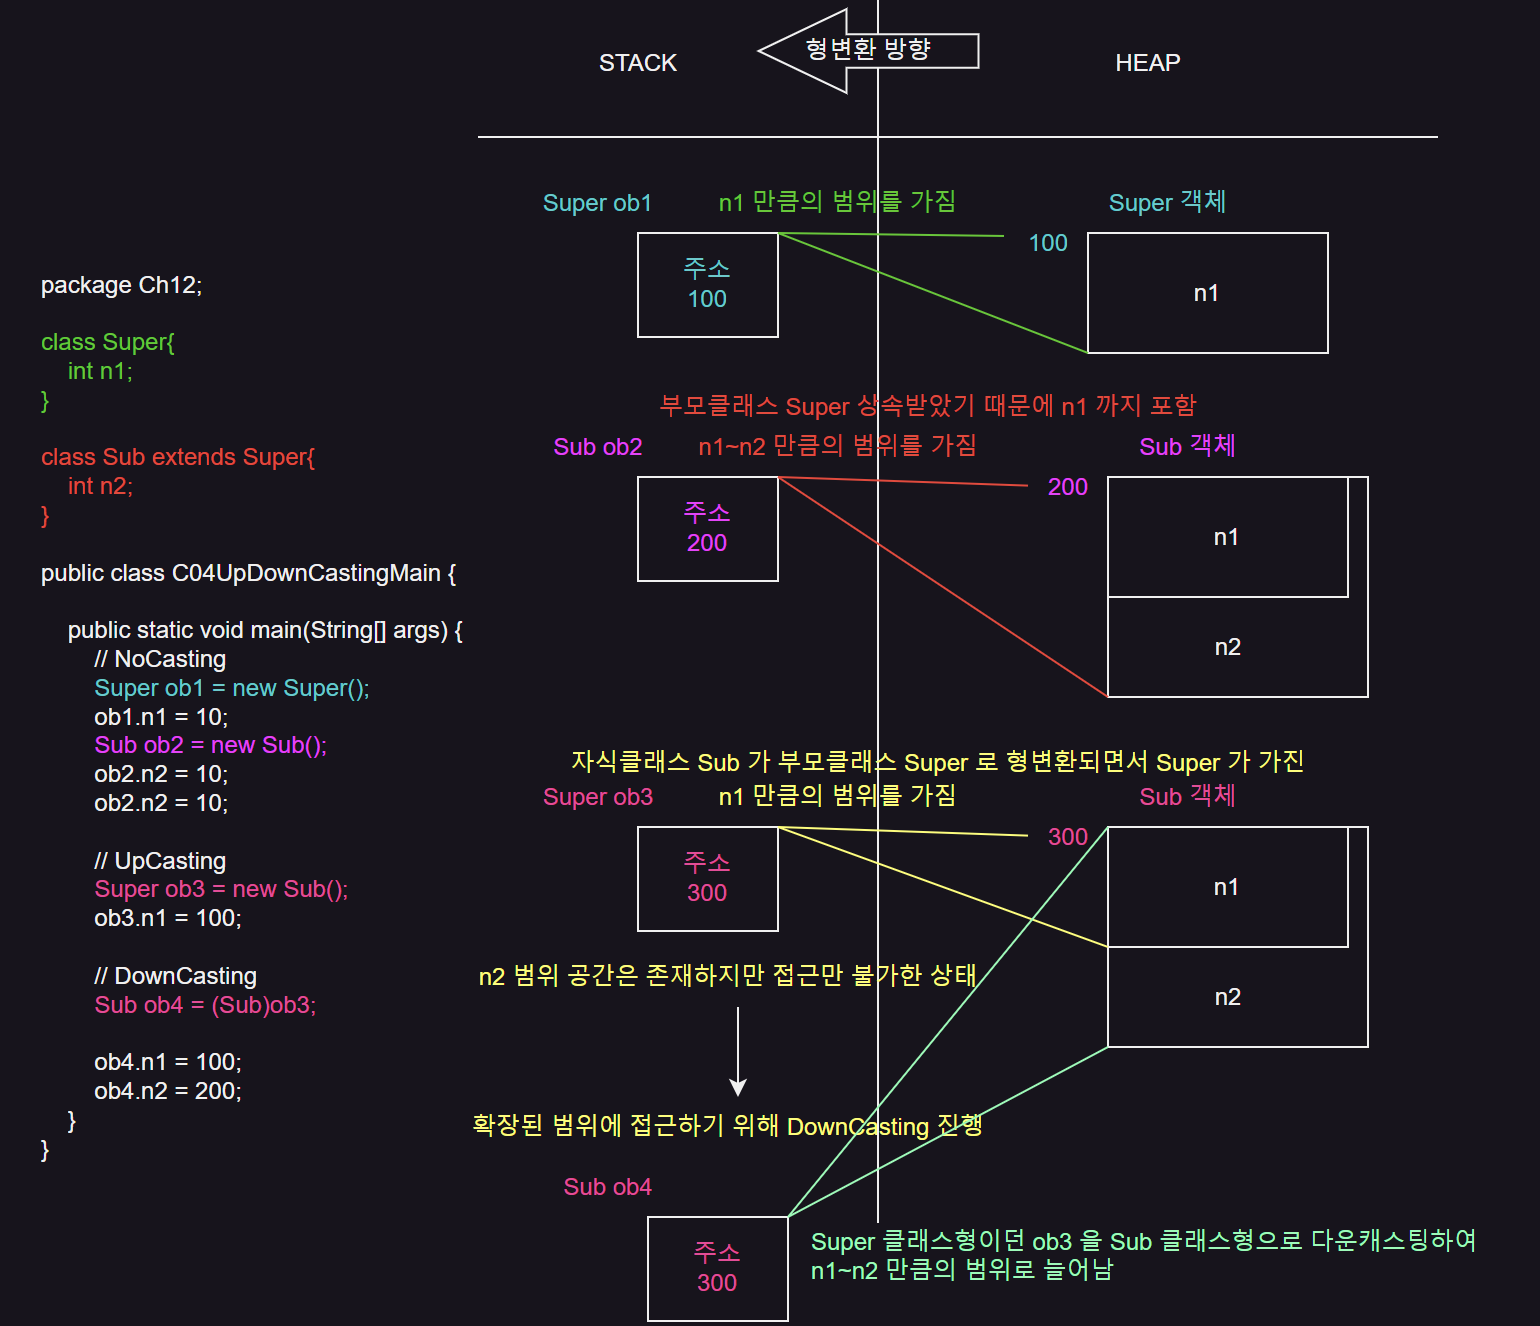 STACK
형변환 방향
HEAP
package Ch12;
class Super{
int n1;
}
class Sub extends Super{
int n2;
}
public class C04UpDownCastingMain {
public static void main(String[] args) {
// NoCasting
Super ob1 = new Super();
ob1.n1 = 10;
Sub ob2 = new Sub();
ob2.n2 = 10;
ob2.n2 = 10;
// UpCasting
Super ob3 = new Sub();
ob3.n1 = 100;
// DownCasting
Sub ob4 = (Sub)ob3;
ob4.n1 = 100;
ob4.n2 = 200;
}
}
Super ob1
n1 만큼의 범위를 가짐
Super 객체
주소
100
100
n1
부모클래스 Super 상속받았기 때문에 n1 까지 포함
Sub ob2
n1~n2 만큼의 범위를 가짐
Sub 객체
주소
200
200
n1
n2
자식클래스 Sub 가 부모클래스 Super 로 형변환되면서 Super 가 가진
Super ob3
n1 만큼의 범위를 가짐
Sub 객체
주소
300
300
n1
n2
n2 범위 공간은 존재하지만 접근만 불가한 상태
확장된 범위에 접근하기 위해 DownCasting 진행
Sub ob4
주소
300
Super 클래스형이던 ob3 을 Sub 클래스형으로 다운캐스팅하여
n1~n2 만큼의 범위로 늘어남